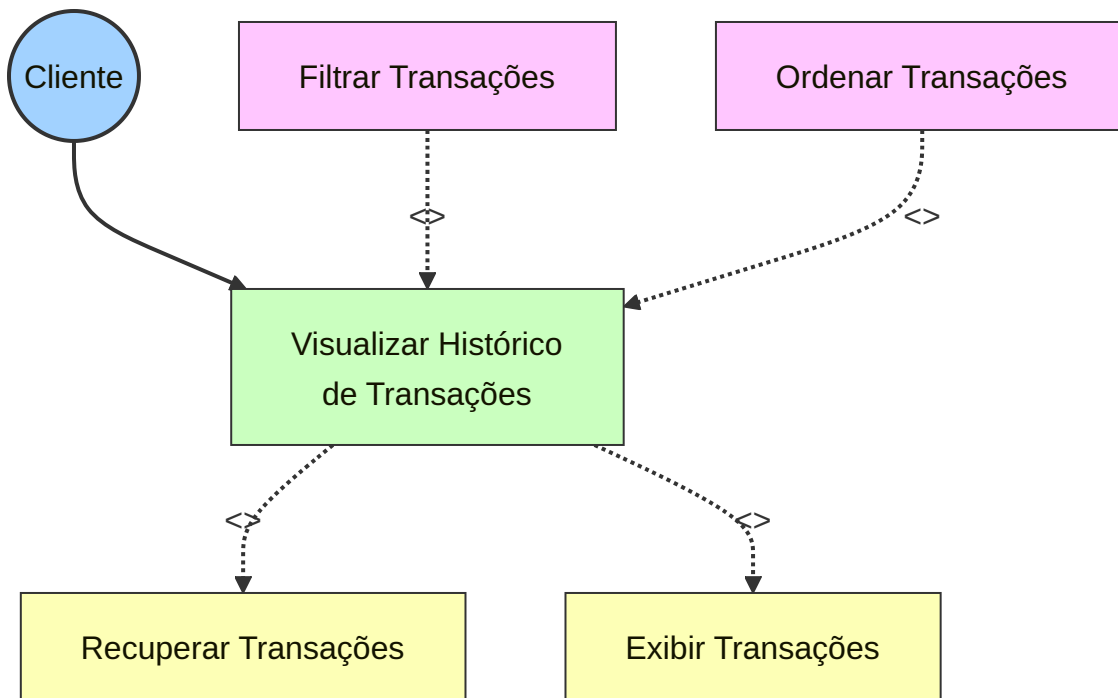 Cliente
Filtrar Transações
Ordenar Transações
<>
<>
Visualizar Histórico
de Transações
<>
<>
Recuperar Transações
Exibir Transações